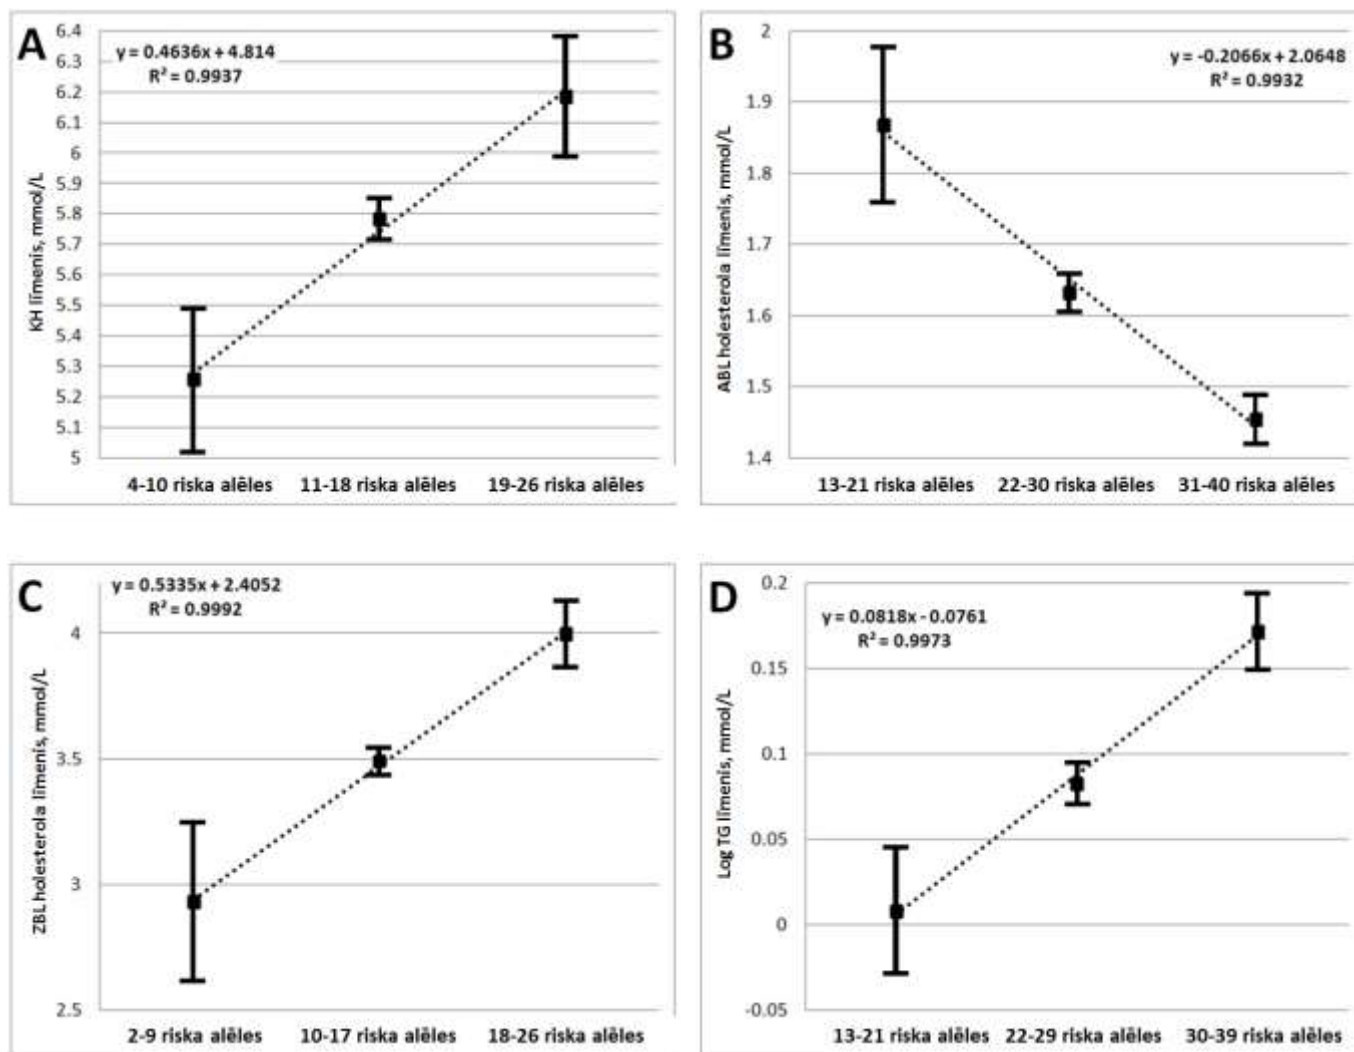 A
y = 0.4636x + 4.814
R² = 0.9937
KH līmenis, mmol/L
6.4
6.3
6.2
6.1
6
5.9
5.8
5.7
5.6
5.5
5.4
5.3
5.2
5.1
5
4-10 riska alēles 11-18 riska alēles 19-26 riska alēles
B
y = -0.2066x + 2.0648
R² = 0.9932
ABL holesterola līmenis, mmol/L
2
1.9
1.8
1.7
1.6
1.5
1.4
13-21 riska alēles 22-30 riska alēles 31-40 riska alēles
C
y = 0.5335x + 2.4052
R² = 0.9992
ZBL holesterola līmenis, mmol/L
4
3.5
3
2.5
2-9 riska alēles 10-17 riska alēles 18-26 riska alēles
D
y = 0.0818x - 0.0761
R² = 0.9973
Log TG līmenis, mmol/L
0.2
0.15
0.1
0.05
0
-0.05
13-21 riska alēles 22-29 riska alēles 30-39 riska alēles